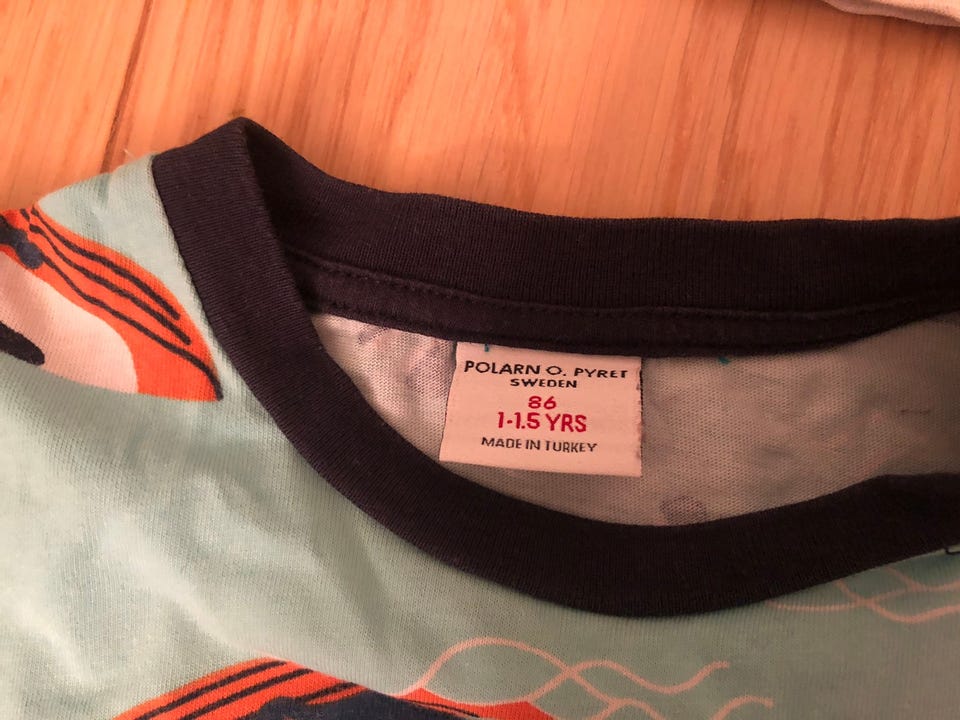 POLARN O. PYRET
SWEDEN
86
1-1.5 YRS
MADE IN TURKEY